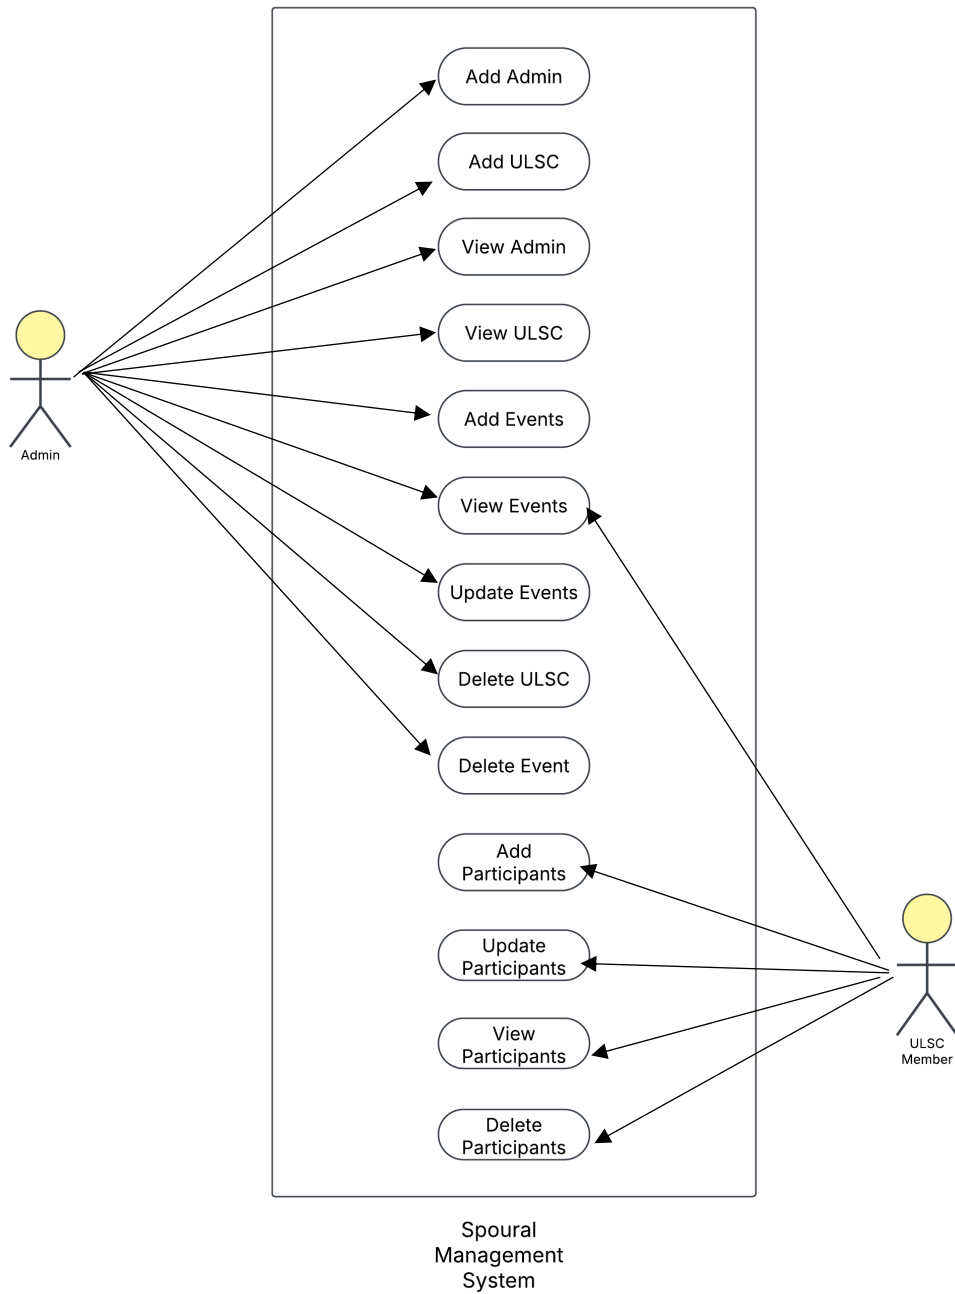 Add Admin
Add ULSC
View Admin
View ULSC
Add Events
View Events
Update Events
Delete ULSC
Delete Event
Add
Participants
Update
Participants
View
Participants
Delete
Participants
Admin
ULSC
Member
Spoural
Management
System